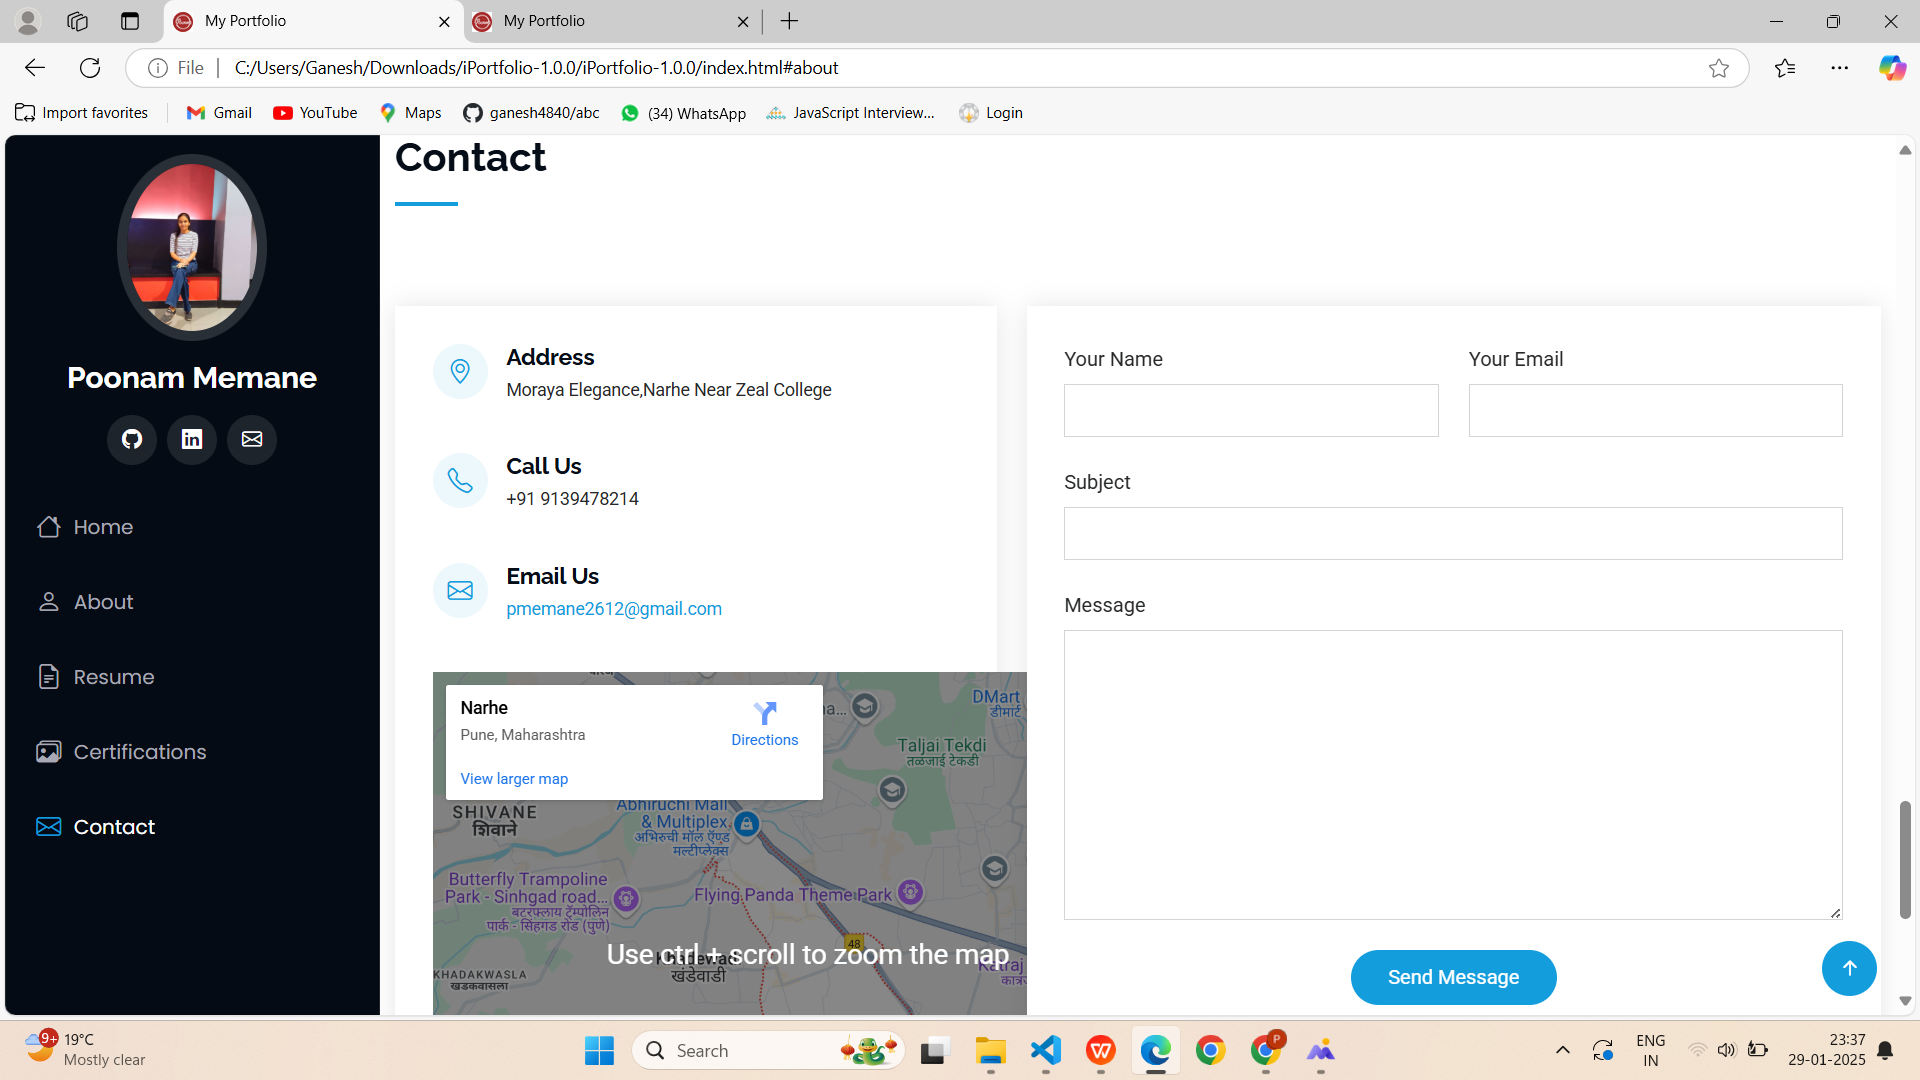 My Portfolio
My Portfolio
File
C:/Users/Ganesh/Downloads/iPortfolio-1.0.0/iPortfolio-1.0.0/index.html#about
Import favorites
Gmail
YouTube
Maps
ganesh4840/abc
(34) WhatsApp
JavaScript Interview...
Login
Poonam Memane
Home
About
Resume
Certifications
Contact
Contact
Address
Moraya Elegance,Narhe Near Zeal College
Call Us
+91 9139478214
Email Us
pmemane2612@gmail.com
Narhe
Pune, Maharashtra
Directions
View larger map
a...
DMart
डीमार्ट
Taljai Tekdi
तळजाई टेकडी
SHIVANE
शिवाने
Abhiruchi Mall
& Multiplex
अभिरुची मॉल ऍण्ड
मल्टीप्लेक्स
Butterfly Trampoline
Park - Sinhgad road...
बटरफ्लाय ट्रॅम्पोलिन
पार्क - सिंहगड रोड (पुणे)
Flying Panda Theme Park
48
Use ctrl + scroll to zoom the map
खंडेवाडी
KHADAKWASLA
खडकवासला
Katraj
Your Name
Your Email
Subject
Message
Send Message
9+
19°C
Mostly clear
Search
P
ENG
IN
23:37
29-01-2025